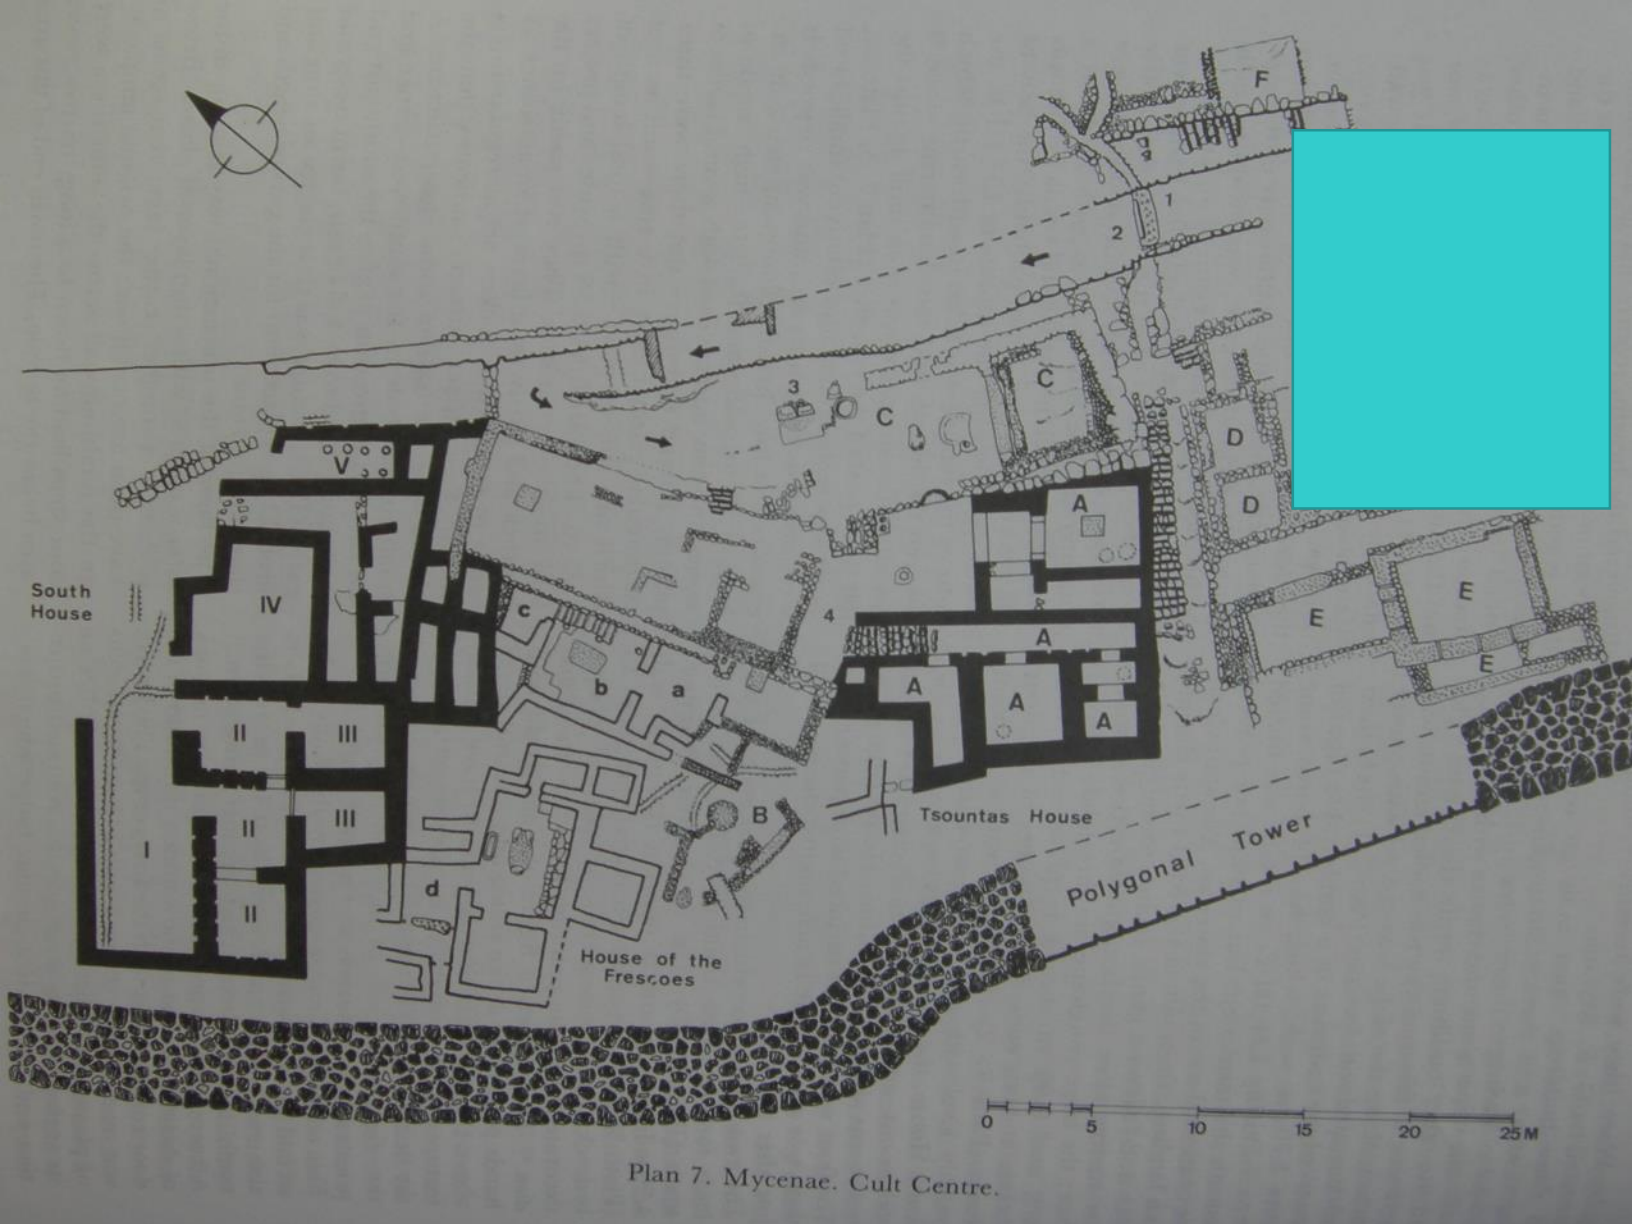 F
1
2
3
C
C
V
D
A
D
South
House
IV
c
4
A
E
E
E
b
a
A
A
A
II
III
B
Tsountas House
III
II
I
Polygonal Tower
d
II
House of the
Frescoes
0 5 10 15 20 25 M
Plan 7. Mycenae. Cult Centre.